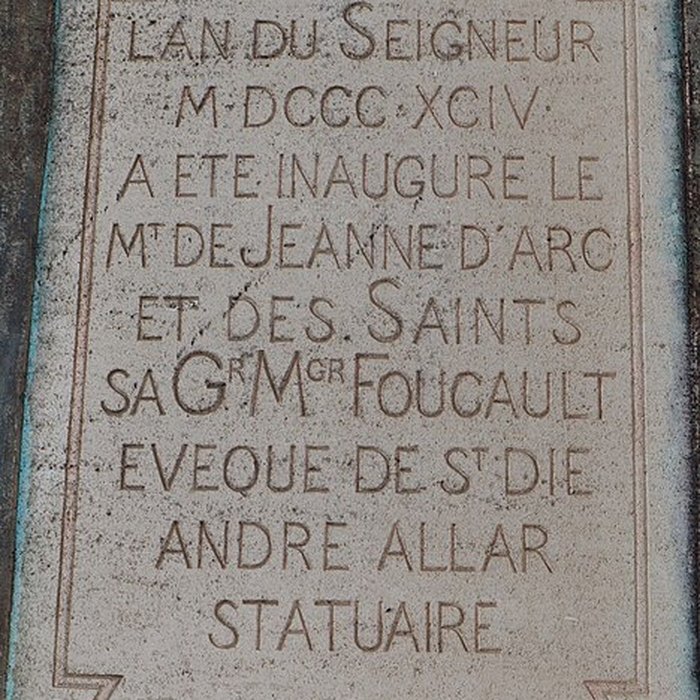 LAN DU SEIGNEUR
M·DCCC·XCIV·
A ETE INAUGURE LE
MT DE JEANNE D'ARC
ET DES SAINTS
SA GR MGR FOUCAULT
EVEQUE DE ST DIE
ANDRE ALLAR
STATUAIRE